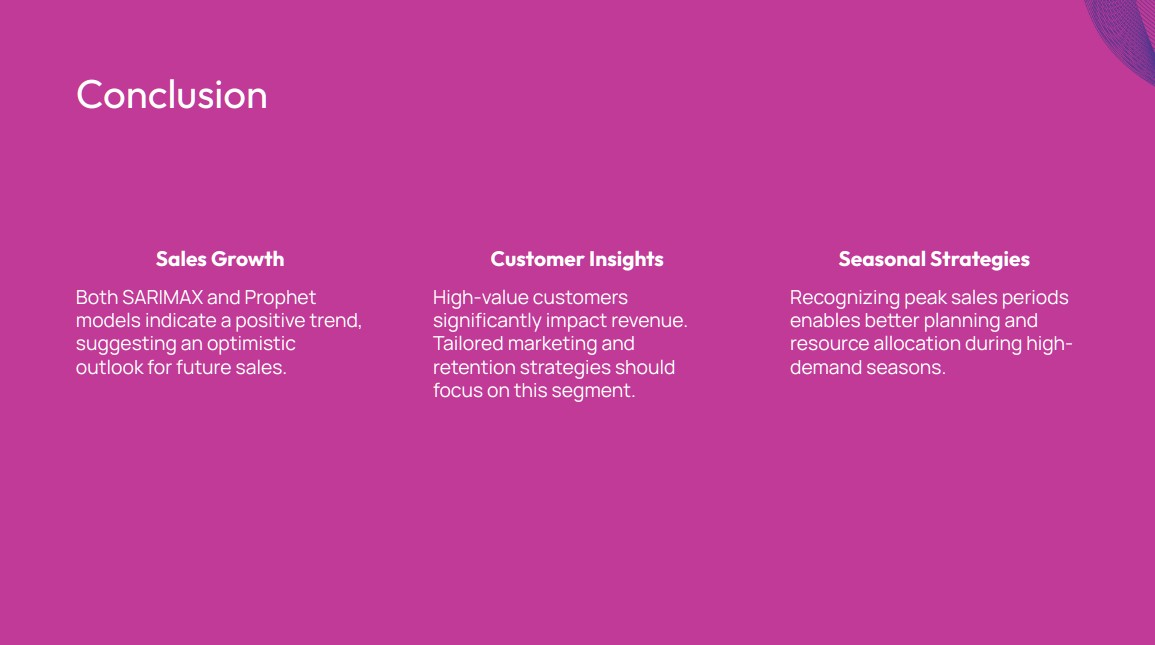 Conclusion
Sales Growth
Both SARIMAX and Prophet
models indicate a positive trend,
suggesting an optimistic
outlook for future sales.
Customer Insights
High-value customers
significantly impact revenue.
Tailored marketing and
retention strategies should
focus on this segment.
Seasonal Strategies
Recognizing peak sales periods
enables better planning and
resource allocation during high-
demand seasons.